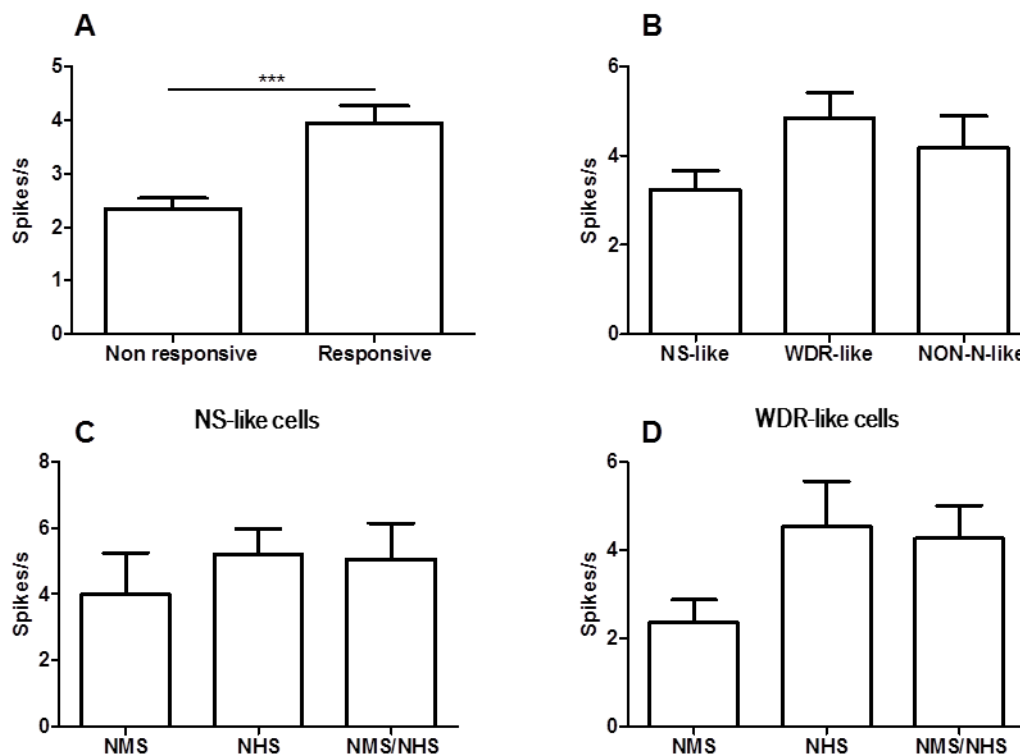 A
Spikes/s
5
4
3
2
1
0
***
Non responsive Responsive
B
Spikes/s
6
4
2
0
NS-like WDR-like NON-N-like
C
NS-like cells
Spikes/s
8
6
4
2
0
NMS NHS NMS/NHS
D
WDR-like cells
Spikes/s
6
4
2
0
NMS NHS NMS/NHS